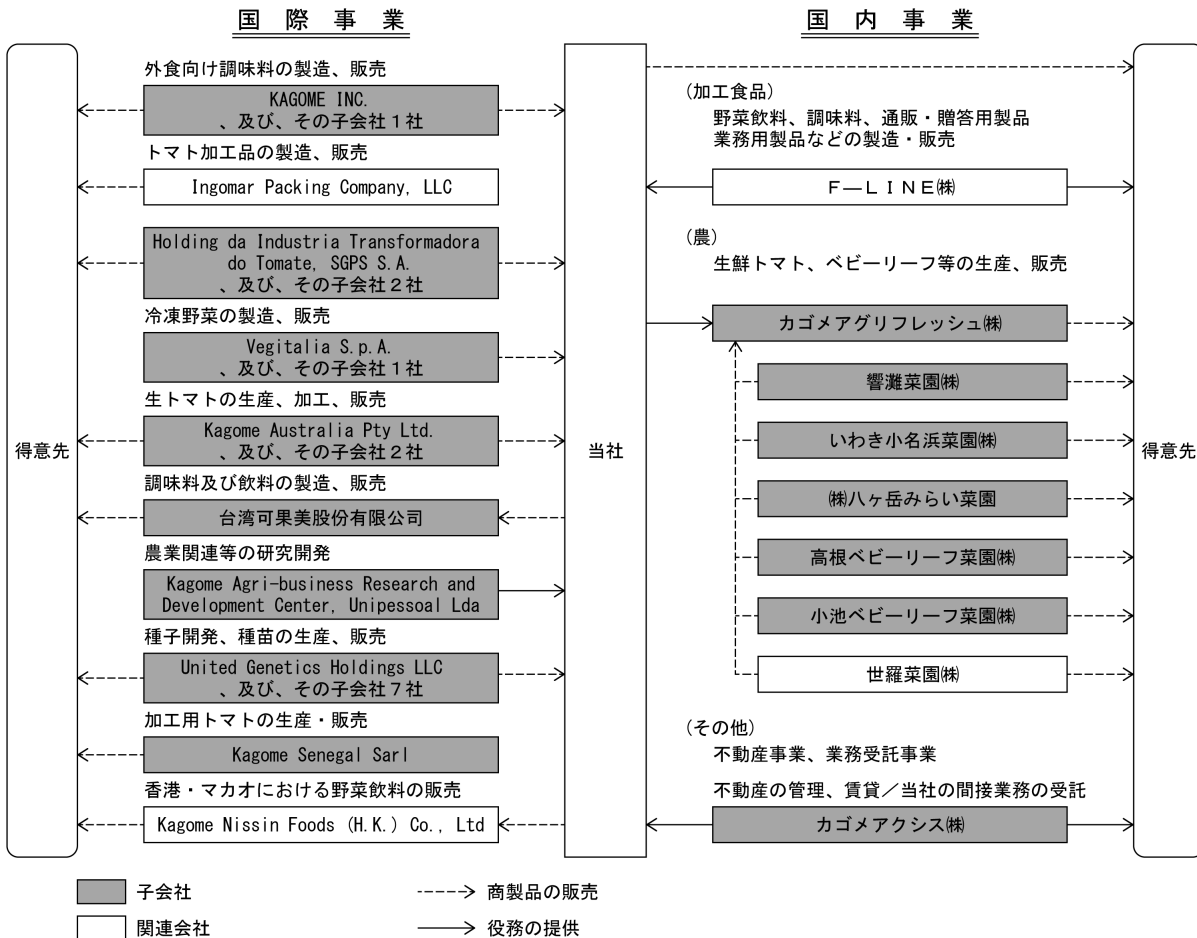 国際事業
得意先
外食向け調味料の製造、販売
KAGOME INC.
、及び、その子会社1社
トマト加工品の製造、販売
Ingomar Packing Company, LLC
Holding da Industria Transformadora
do Tomate, SGPS S.A.
、及び、その子会社2社
冷凍野菜の製造、販売
Vegitalia S.p.A.
、及び、その子会社1社
生トマトの生産、加工、販売
Kagome Australia Pty Ltd.
、及び、その子会社2社
調味料及び飲料の製造、販売
台湾可果美股份有限公司
農業関連等の研究開発
Kagome Agri-business Research and
Development Center, Unipessoal Lda
種子開発、種苗の生産、販売
United Genetics Holdings LLC
、及び、その子会社7社
加工用トマトの生産・販売
Kagome Senegal Sarl
香港・マカオにおける野菜飲料の販売
Kagome Nissin Foods (H.K.) Co., Ltd
当社
国内事業
(加工食品)
野菜飲料、調味料、通販・贈答用製品
業務用製品などの製造・販売
F―LINE㈱
(農)
生鮮トマト、ベビーリーフ等の生産、販売
カゴメアグリフレッシュ㈱
響灘菜園㈱
いわき小名浜菜園㈱
㈱八ヶ岳みらい菜園
高根ベビーリーフ菜園㈱
小池ベビーリーフ菜園㈱
世羅菜園㈱
(その他)
不動産事業、業務受託事業
不動産の管理、賃貸／当社の間接業務の受託
カゴメアクシス㈱
得意先
子会社
商製品の販売
関連会社
役務の提供